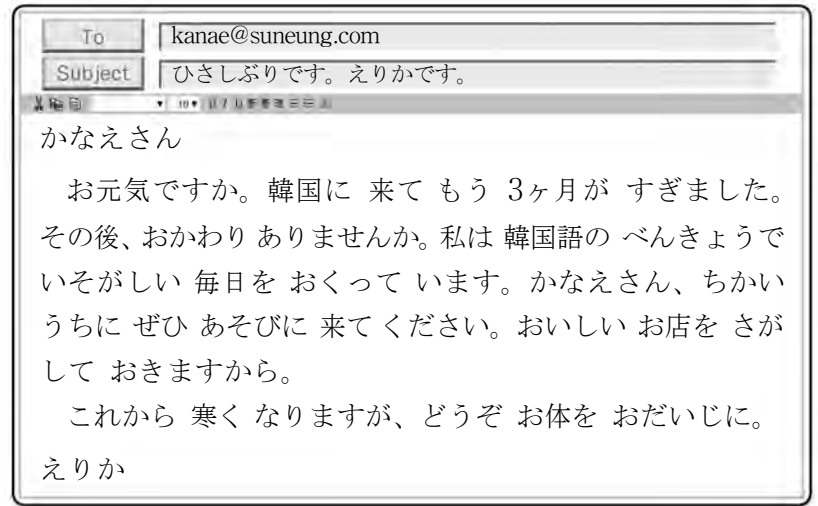 To kanae@suneung.com
Subject ひさしぶりです。えりかです。
かなえさん
お元気ですか。韓国に 来て もう 3ヶ月が すぎました。
その後、おかわり ありませんか。私は 韓国語の べんきょうで
いそがしい 毎日を おくって います。かなえさん、ちかい
うちに ぜひ あそびに 来て ください。おいしい お店を さが
して おきますから。
これから 寒く なりますが、どうぞ お体を おだいじに。
えりか